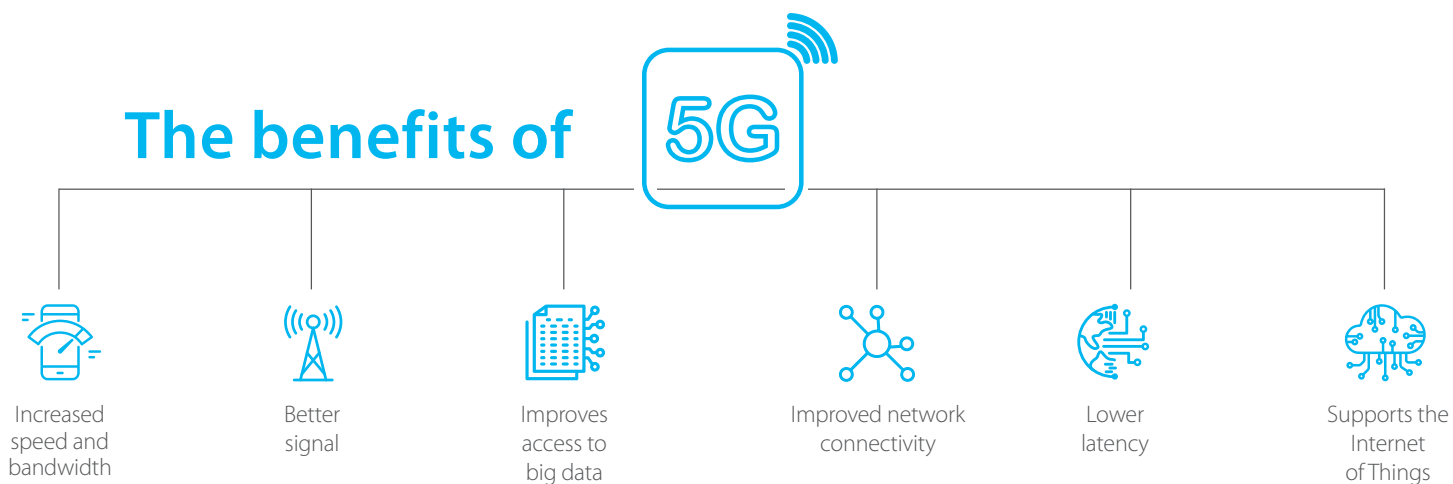 The benefits of 5G
Increased
speed and
bandwidth
Better
signal
Improves
access to
big data
Improved network
connectivity
Lower
latency
Supports the
Internet
of Things